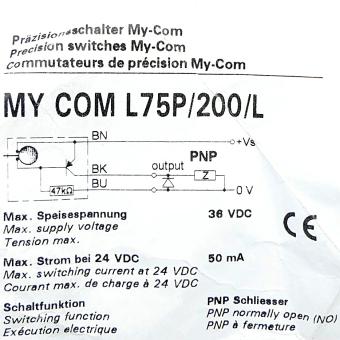 Präzisionsschalter My-Com
Precision switches My-Com
Commutateurs de précision My-Com
MY COM L75P/200/L
BN
+Vs
BK
output
PNP
Z
BU
47kΩ
0 V
Max. Speisespannung 36 VDC
Max. supply voltage
Tension max.
CE
Max. Strom bei 24 VDC 50 mA
Max. switching current at 24 VDC
Courant max. de charge à 24 VDC
Schaltfunktion PNP Schliesser
Switching function PNP normally open (NO)
Exécution electrique PNP à fermeture